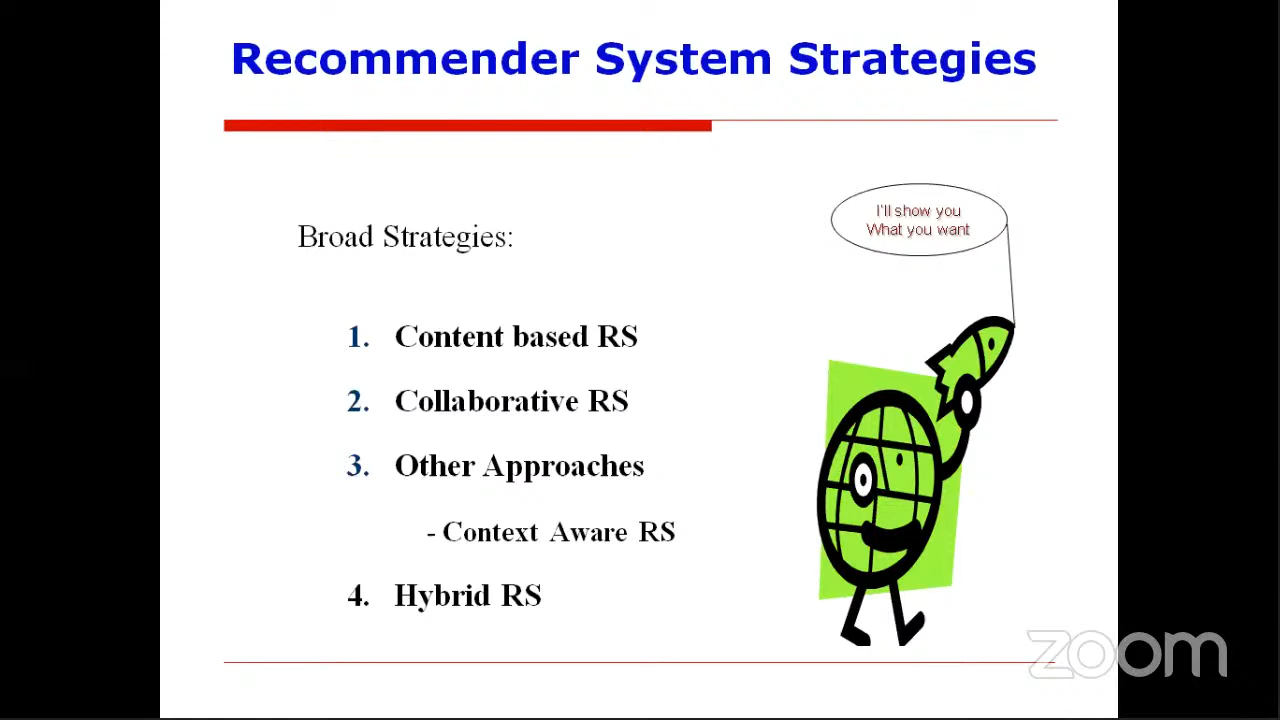 Recommender System Strategies
I'll show you
What you want
Broad Strategies:
1. Content based RS
2. Collaborative RS
3. Other Approaches
- Context Aware RS
4. Hybrid RS
zoom